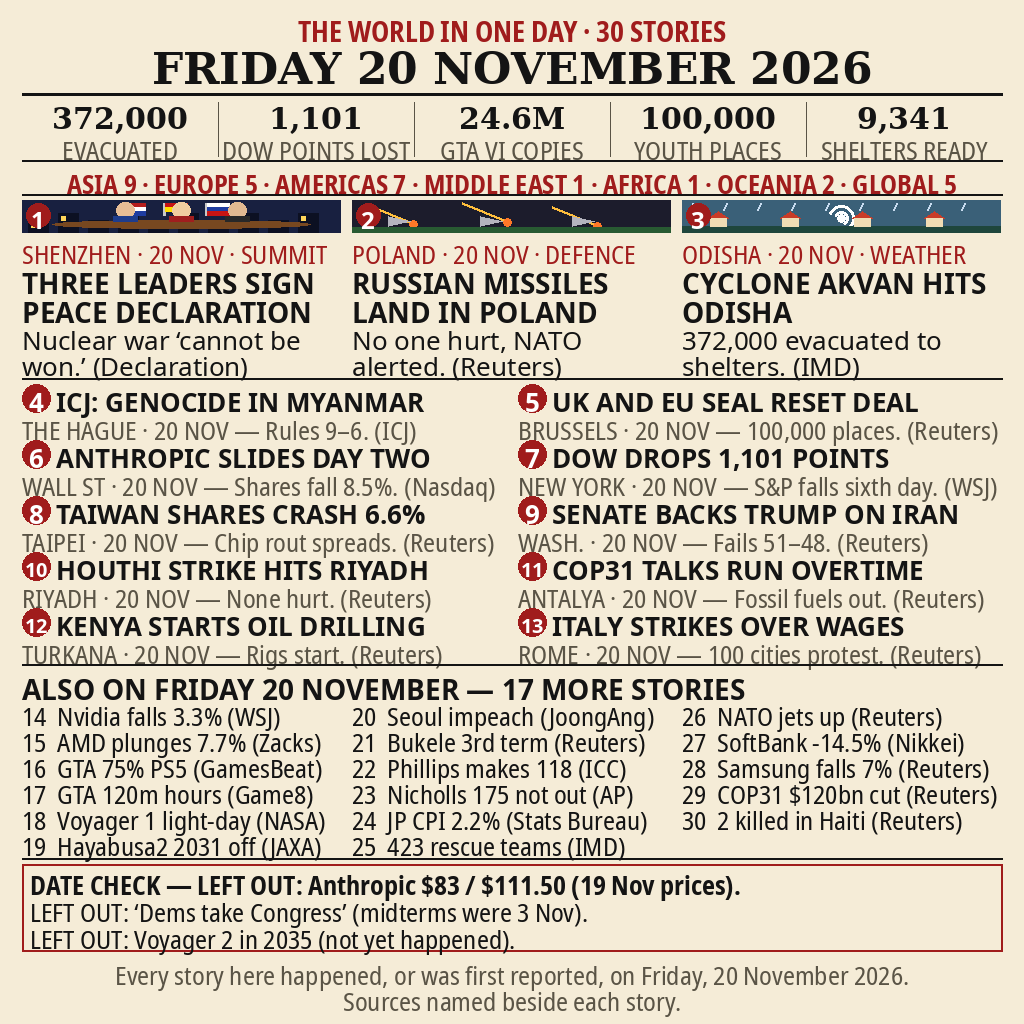 THE WORLD IN ONE DAY · 30 STORIES
FRIDAY 20 NOVEMBER 2026
372,000
EVACUATED
1,101
DOW POINTS LOST
24.6M
GTA VI COPIES
100,000
YOUTH PLACES
9,341
SHELTERS READY
ASIA 9 · EUROPE 5 · AMERICAS 7 · MIDDLE EAST 1 · AFRICA 1 · OCEANIA 2 · GLOBAL 5
1
SHENZHEN · 20 NOV · SUMMIT
THREE LEADERS SIGN
PEACE DECLARATION
Nuclear war ‘cannot be
won.’ (Declaration)
2
POLAND · 20 NOV · DEFENCE
RUSSIAN MISSILES
LAND IN POLAND
No one hurt, NATO
alerted. (Reuters)
3
ODISHA · 20 NOV · WEATHER
CYCLONE AKVAN HITS
ODISHA
372,000 evacuated to
shelters. (IMD)
4 ICJ: GENOCIDE IN MYANMAR
THE HAGUE · 20 NOV — Rules 9–6. (ICJ)
5 UK AND EU SEAL RESET DEAL
BRUSSELS · 20 NOV — 100,000 places. (Reuters)
6 ANTHROPIC SLIDES DAY TWO
WALL ST · 20 NOV — Shares fall 8.5%. (Nasdaq)
7 DOW DROPS 1,101 POINTS
NEW YORK · 20 NOV — S&P falls sixth day. (WSJ)
8 TAIWAN SHARES CRASH 6.6%
TAIPEI · 20 NOV — Chip rout spreads. (Reuters)
9 SENATE BACKS TRUMP ON IRAN
WASH. · 20 NOV — Fails 51–48. (Reuters)
10 HOUTHI STRIKE HITS RIYADH
RIYADH · 20 NOV — None hurt. (Reuters)
11 COP31 TALKS RUN OVERTIME
ANTALYA · 20 NOV — Fossil fuels out. (Reuters)
12 KENYA STARTS OIL DRILLING
TURKANA · 20 NOV — Rigs start. (Reuters)
13 ITALY STRIKES OVER WAGES
ROME · 20 NOV — 100 cities protest. (Reuters)
ALSO ON FRIDAY 20 NOVEMBER — 17 MORE STORIES
14 Nvidia falls 3.3% (WSJ)
15 AMD plunges 7.7% (Zacks)
16 GTA 75% PS5 (GamesBeat)
17 GTA 120m hours (Game8)
18 Voyager 1 light-day (NASA)
19 Hayabusa2 2031 off (JAXA)
20 Seoul impeach (JoongAng)
21 Bukele 3rd term (Reuters)
22 Phillips makes 118 (ICC)
23 Nicholls 175 not out (AP)
24 JP CPI 2.2% (Stats Bureau)
25 423 rescue teams (IMD)
26 NATO jets up (Reuters)
27 SoftBank -14.5% (Nikkei)
28 Samsung falls 7% (Reuters)
29 COP31 $120bn cut (Reuters)
30 2 killed in Haiti (Reuters)
DATE CHECK — LEFT OUT: Anthropic $83 / $111.50 (19 Nov prices).
LEFT OUT: ‘Dems take Congress’ (midterms were 3 Nov).
LEFT OUT: Voyager 2 in 2035 (not yet happened).
Every story here happened, or was first reported, on Friday, 20 November 2026.
Sources named beside each story.